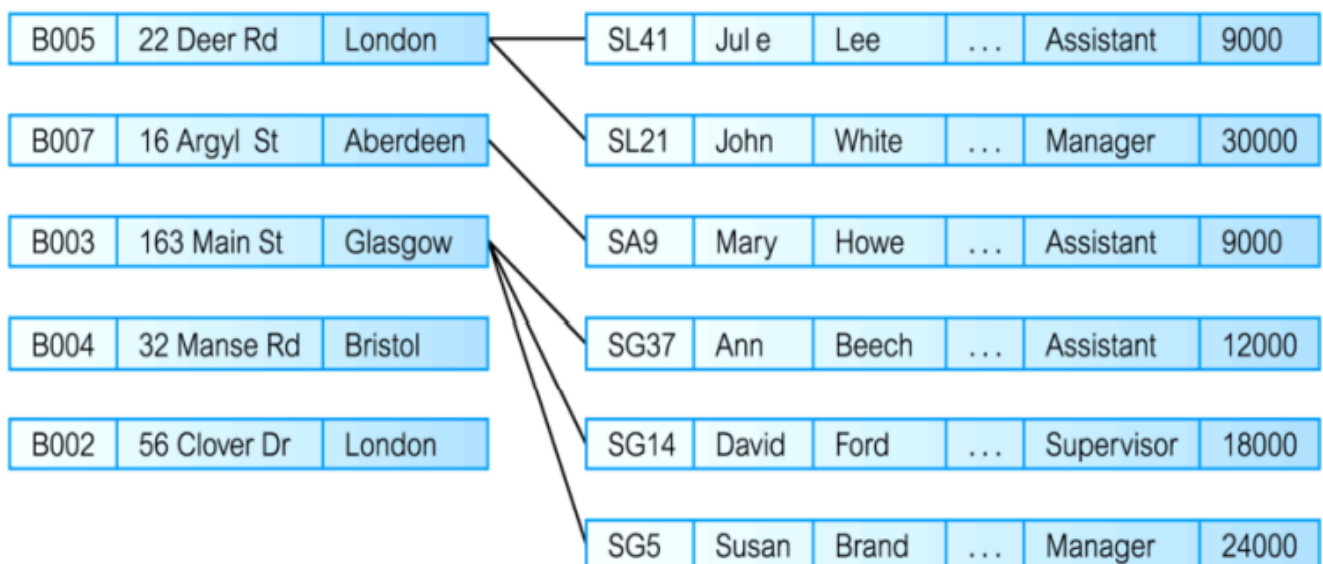 B005 22 Deer Rd London SL41 Jul e Lee ... Assistant 9000
B007 16 Argyl St Aberdeen SL21 John White ... Manager 30000
B003 163 Main St Glasgow SA9 Mary Howe ... Assistant 9000
B004 32 Manse Rd Bristol SG37 Ann Beech ... Assistant 12000
B002 56 Clover Dr London SG14 David Ford ... Supervisor 18000
SG5 Susan Brand ... Manager 24000